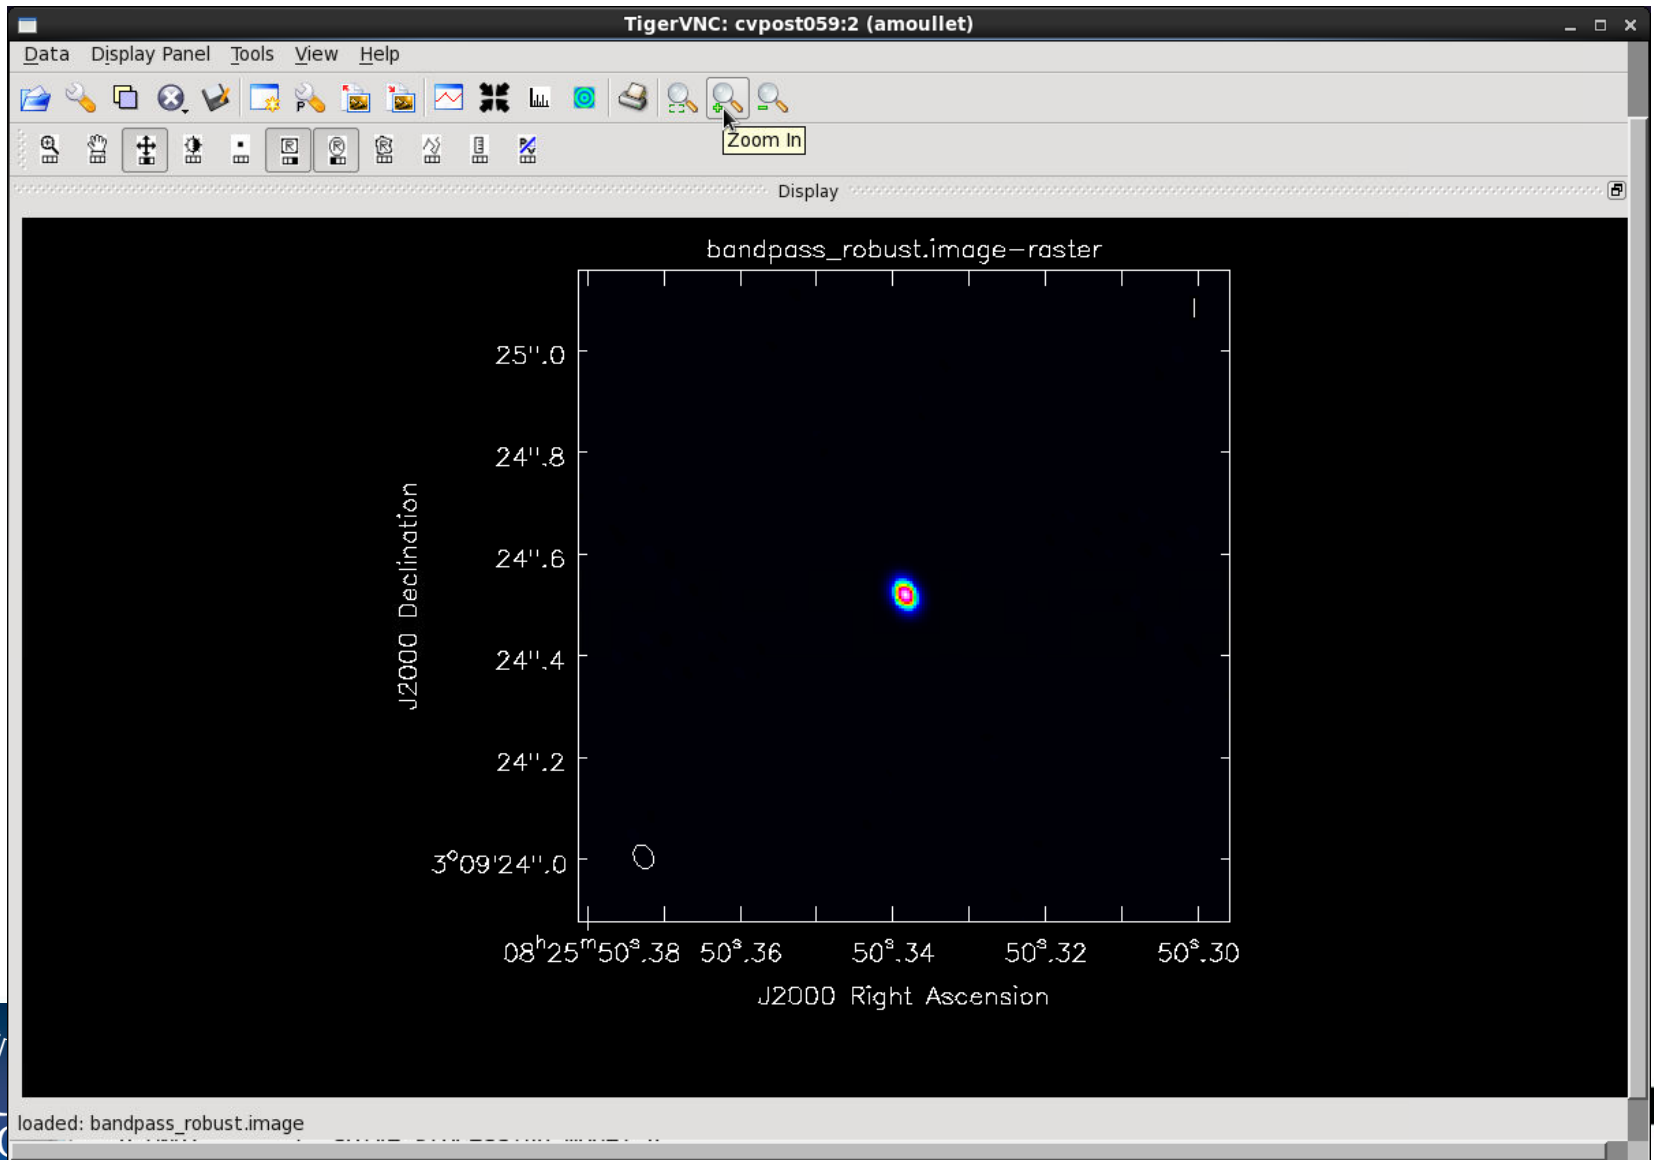 TigerVNC: cvpost059:2 (amoullet)
Data Display Panel Tools View Help
Zoom In
Display
bandpass_robust.image-raster
I
25".0
24".8
24".6
24".4
24".2
3°09'24".0
J2000 Declination
08h25m50s.38 50s.36 50s.34 50s.32 50s.30
J2000 Right Ascension
loaded: bandpass_robust.image